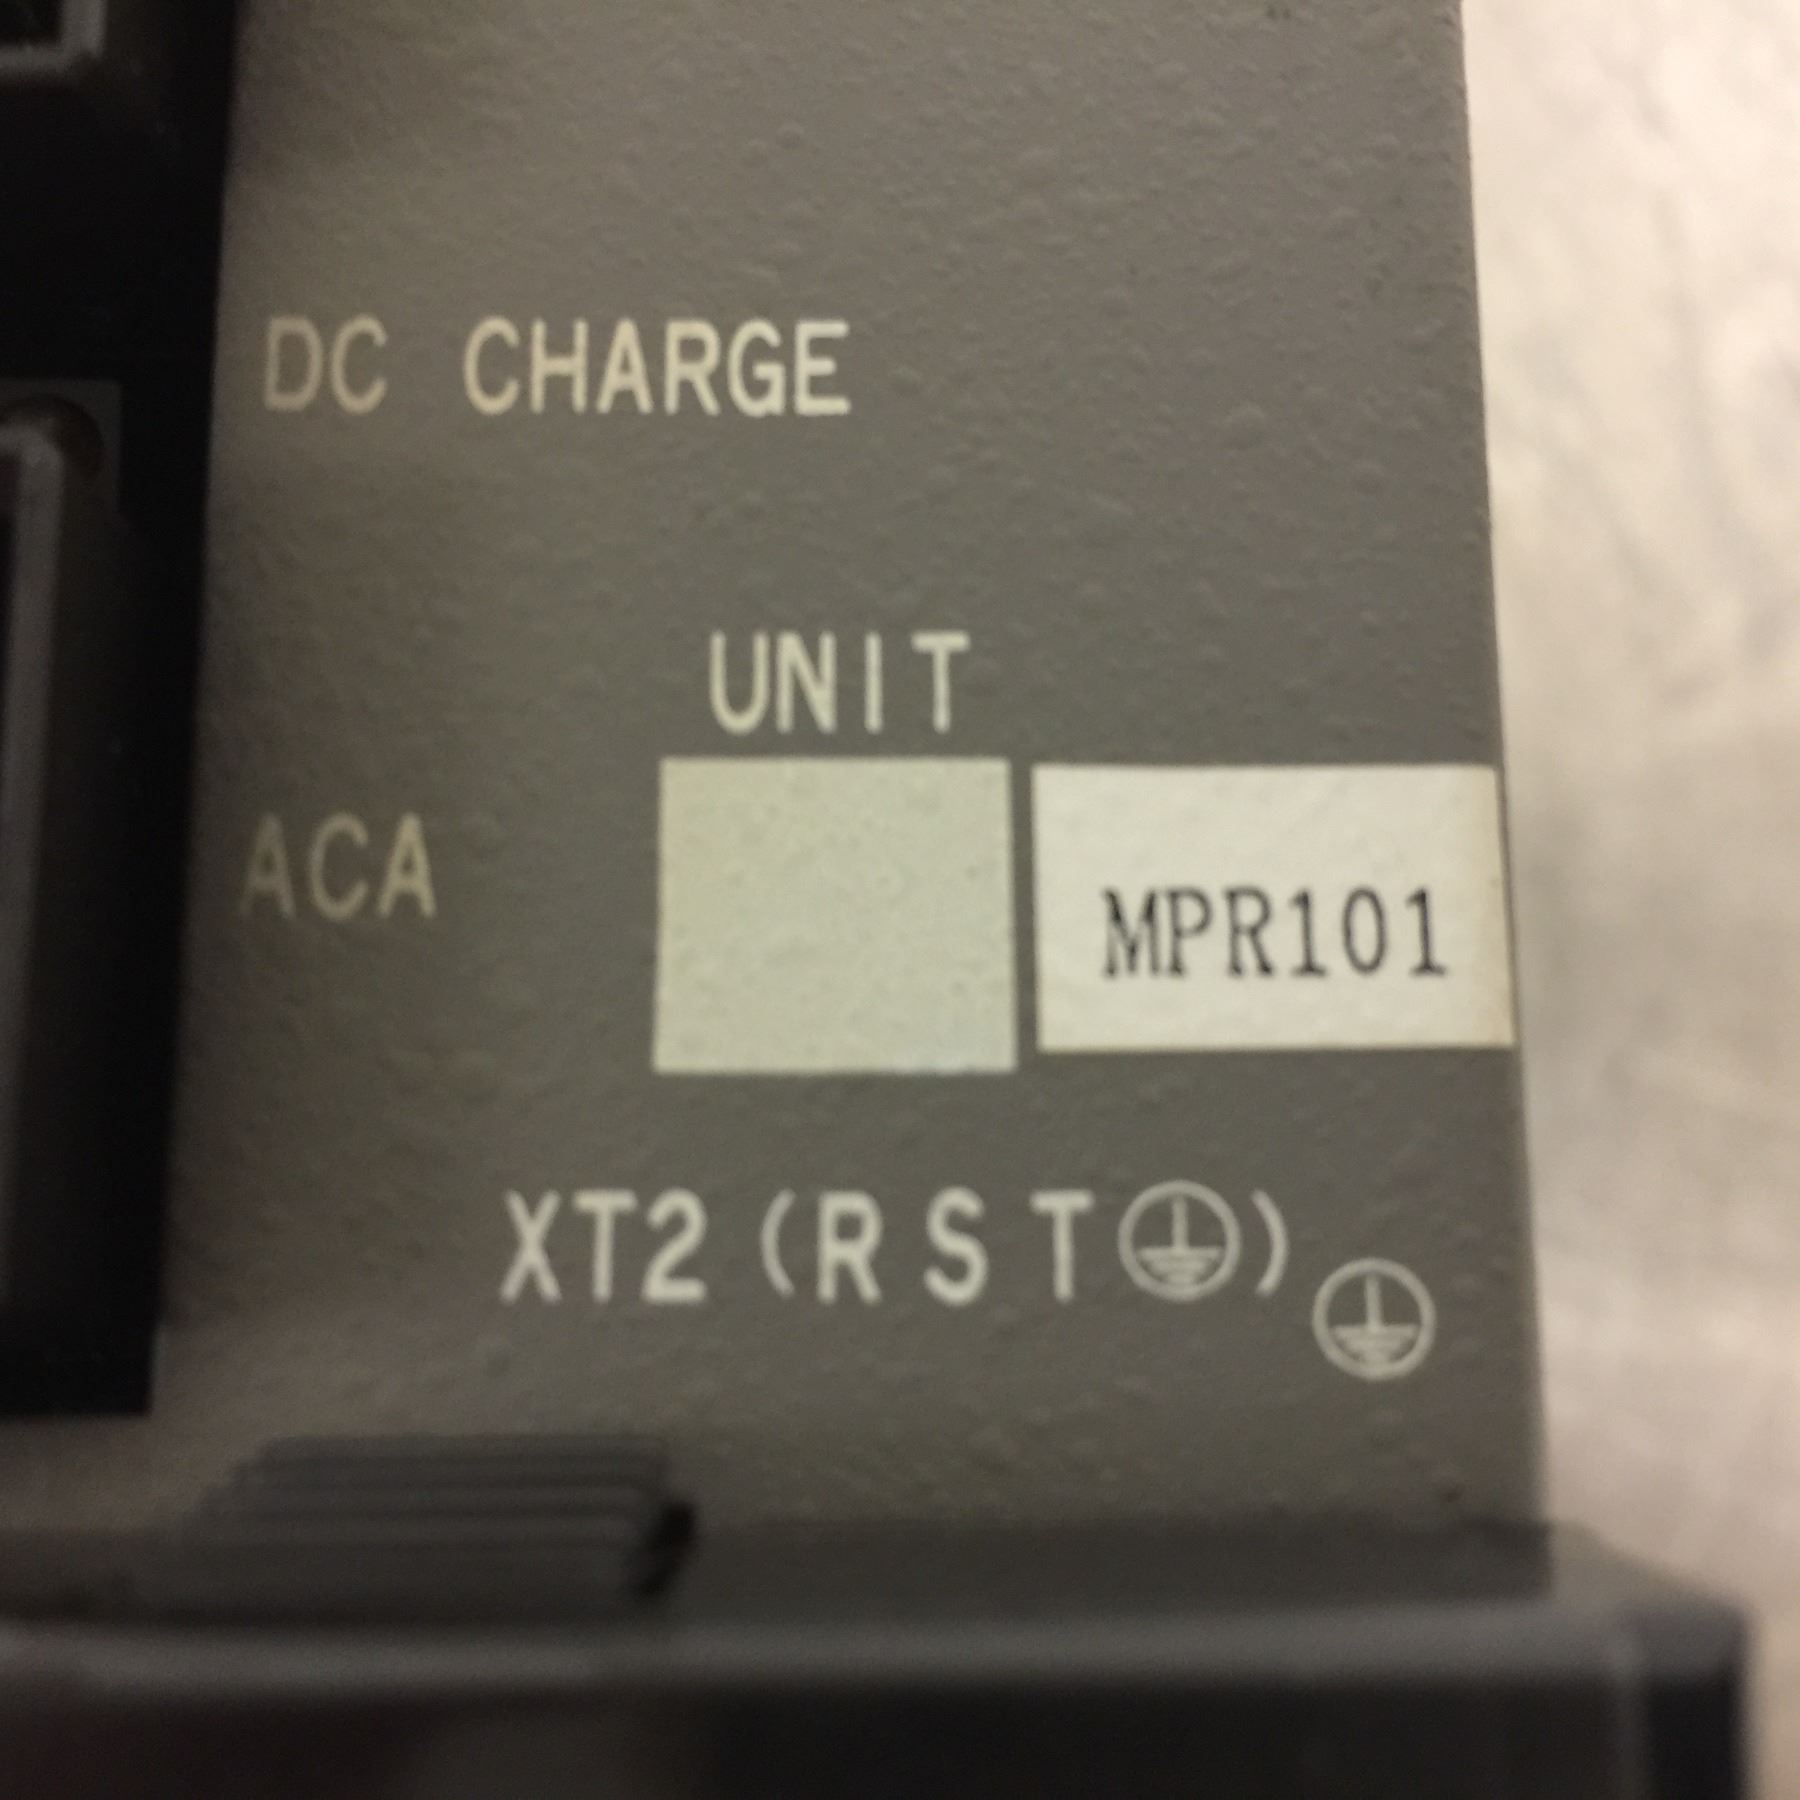 DC CHARGE
UNIT
ACA
MPR101
XT2 (R S T⏚)
⏚